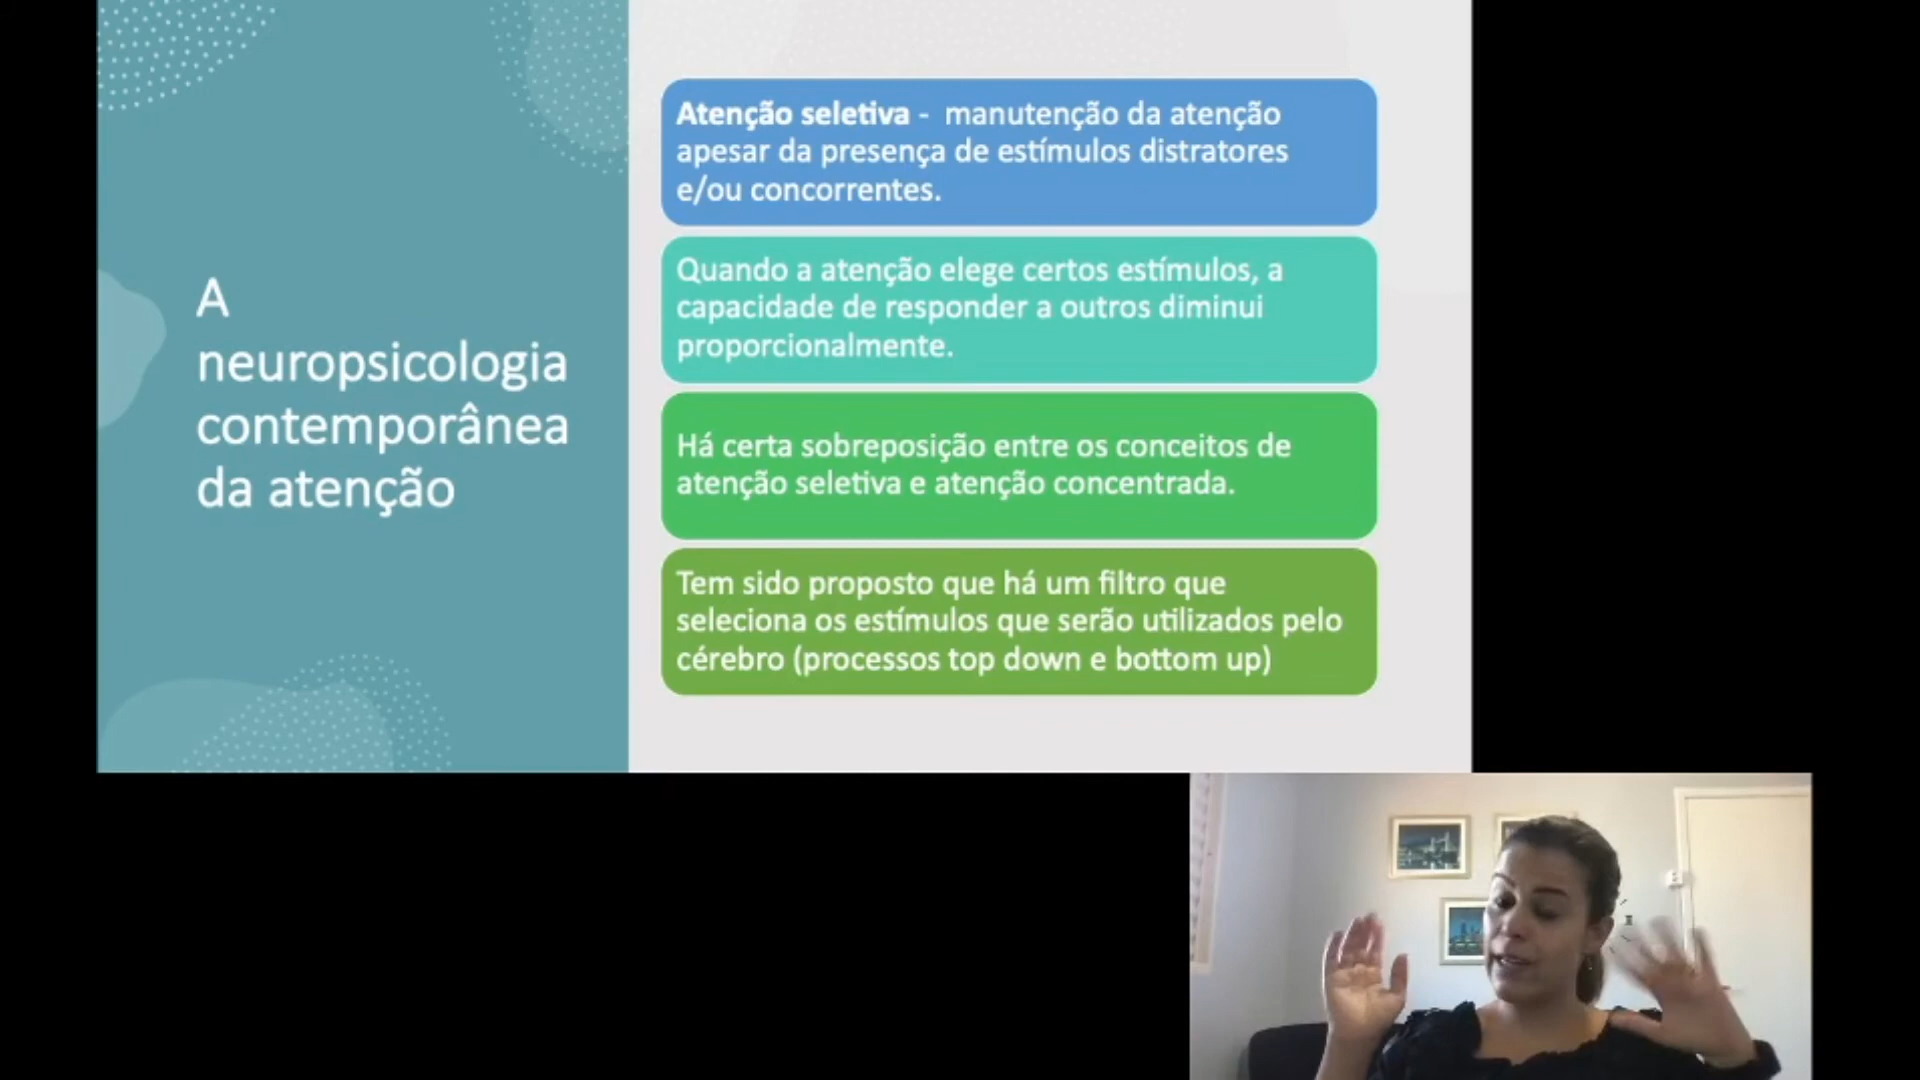 A
neuropsicologia
contemporânea
da atenção
Atenção seletiva - manutenção da atenção
apesar da presença de estímulos distratores
e/ou concorrentes.
Quando a atenção elege certos estímulos, a
capacidade de responder a outros diminui
proporcionalmente.
Há certa sobreposição entre os conceitos de
atenção seletiva e atenção concentrada.
Tem sido proposto que há um filtro que
seleciona os estímulos que serão utilizados pelo
cérebro (processos top down e bottom up)